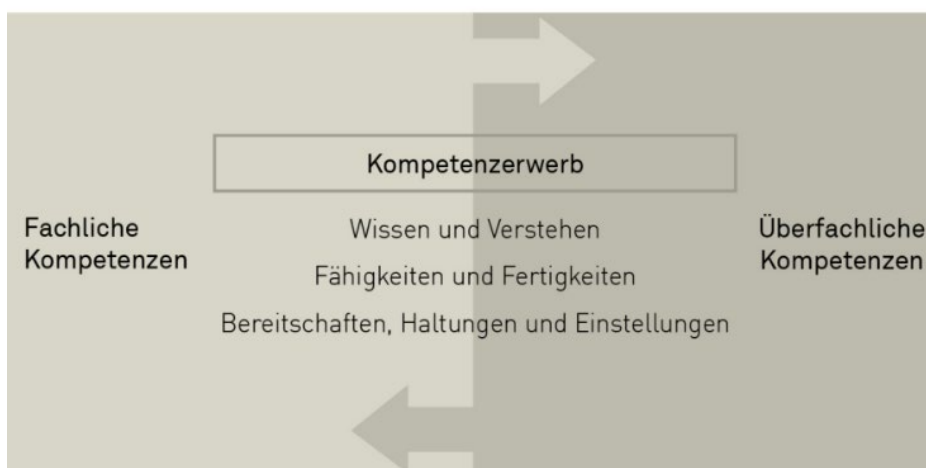 Kompetenzerwerb
Fachliche
Kompetenzen
Wissen und Verstehen
Fähigkeiten und Fertigkeiten
Bereitschaften, Haltungen und Einstellungen
Überfachliche
Kompetenzen